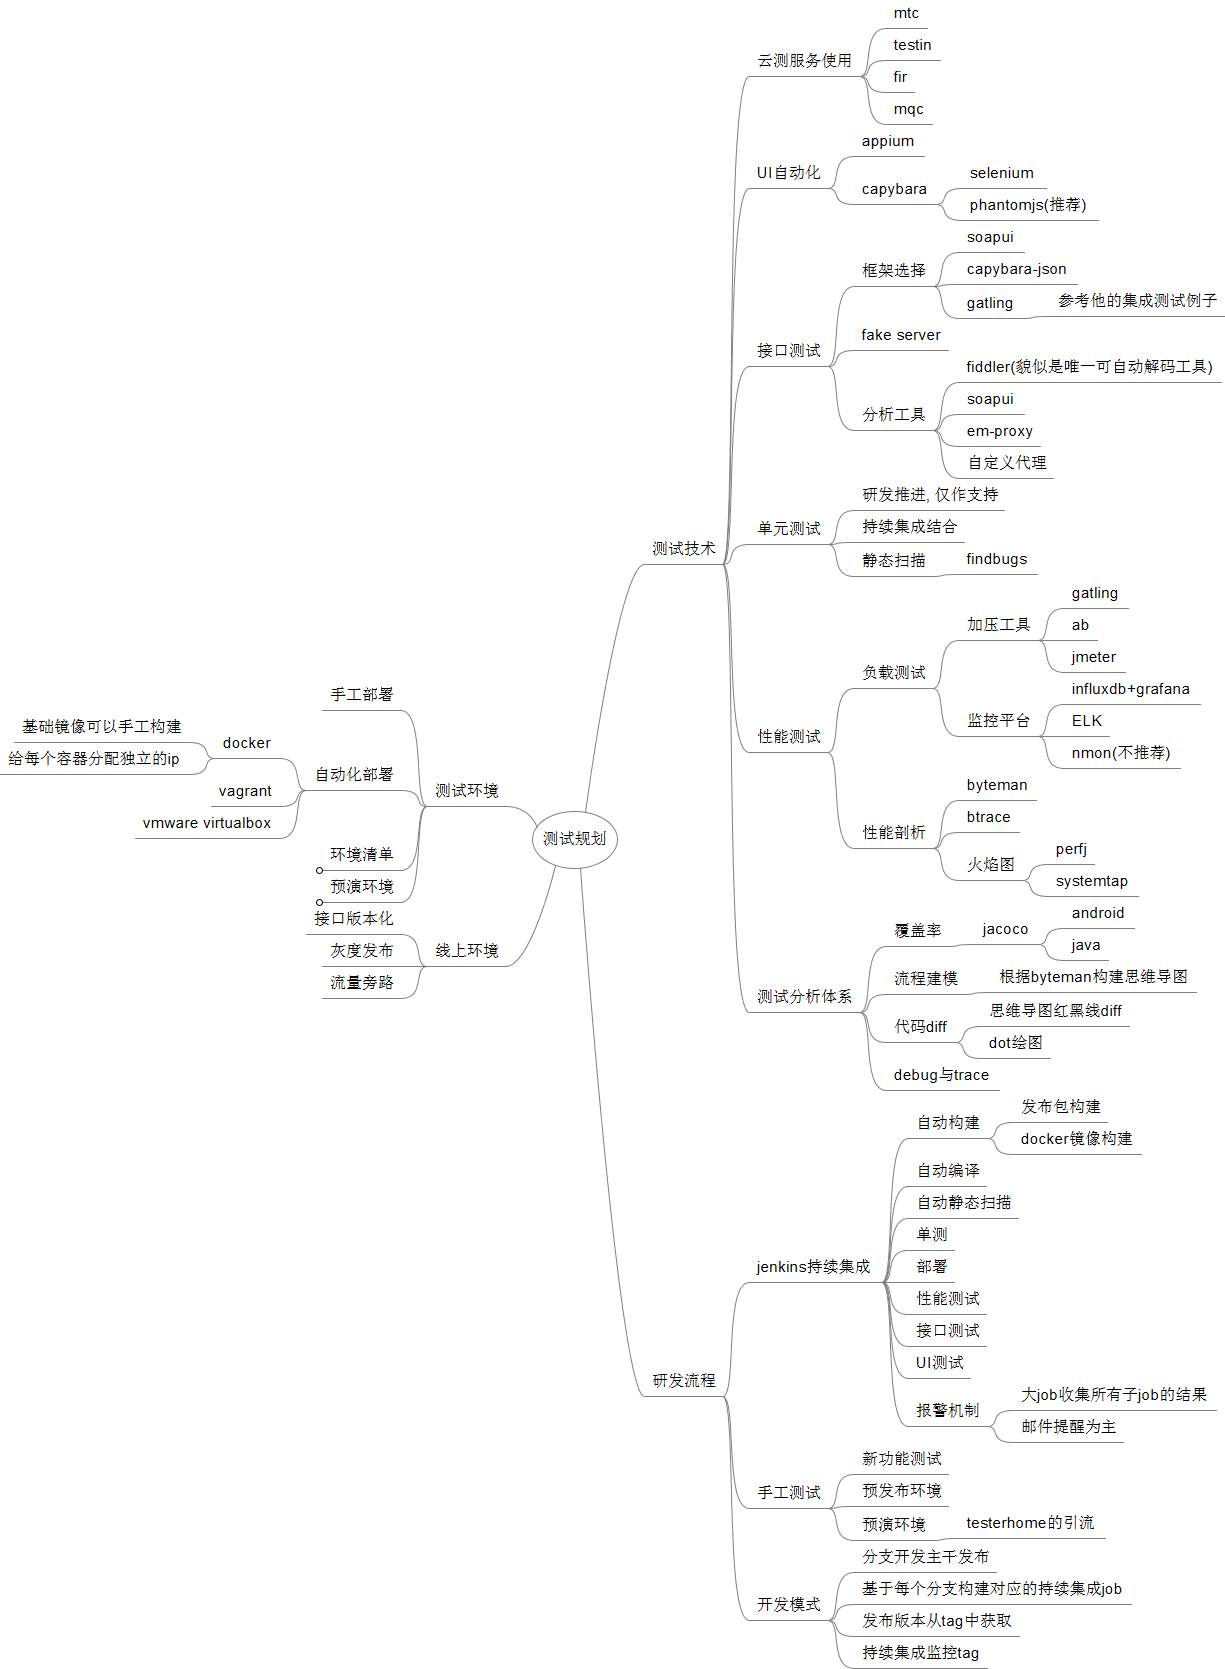 测试规划
测试技术
云测服务使用
mtc
testin
fir
mqc
UI自动化
appium
capybara
selenium
phantomjs(推荐)
接口测试
框架选择
soapui
capybara-json
gatling
参考他的集成测试例子
fake server
分析工具
fiddler(貌似是唯一可自动解码工具)
soapui
em-proxy
自定义代理
单元测试
研发推进, 仅作支持
持续集成结合
静态扫描
findbugs
性能测试
负载测试
加压工具
gatling
ab
jmeter
监控平台
influxdb+grafana
ELK
nmon(不推荐)
性能剖析
byteman
btrace
火焰图
perfj
systemtap
测试分析体系
覆盖率
jacoco
android
java
流程建模
根据byteman构建思维导图
代码diff
思维导图红黑线diff
dot绘图
debug与trace
研发流程
jenkins持续集成
自动构建
发布包构建
docker镜像构建
自动编译
自动静态扫描
单测
部署
性能测试
接口测试
UI测试
报警机制
大job收集所有子job的结果
邮件提醒为主
手工测试
新功能测试
预发布环境
预演环境
testerhome的引流
开发模式
分支开发主干发布
基于每个分支构建对应的持续集成job
发布版本从tag中获取
持续集成监控tag
测试环境
手工部署
自动化部署
docker
基础镜像可以手工构建
给每个容器分配独立的ip
vagrant
vmware virtualbox
环境清单
预演环境
线上环境
接口版本化
灰度发布
流量旁路